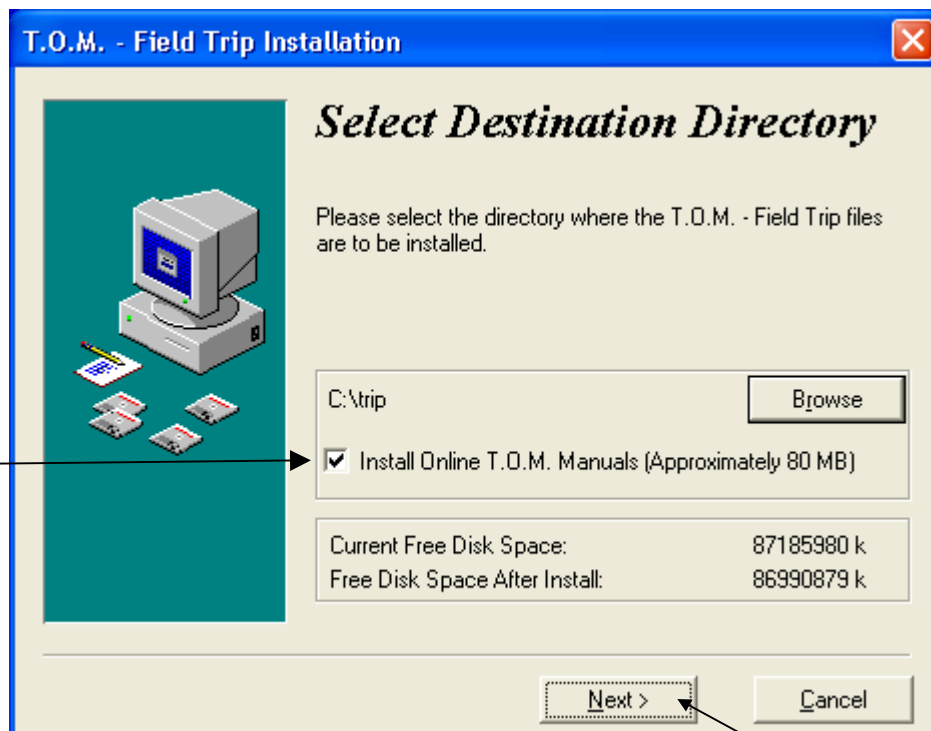 T.O.M. - Field Trip Installation
Select Destination Directory
Please select the directory where the T.O.M. - Field Trip files
are to be installed.
C:\trip
Browse
Install Online T.O.M. Manuals (Approximately 80 MB)
Current Free Disk Space: 87185980 k
Free Disk Space After Install: 86990879 k
Next >
Cancel